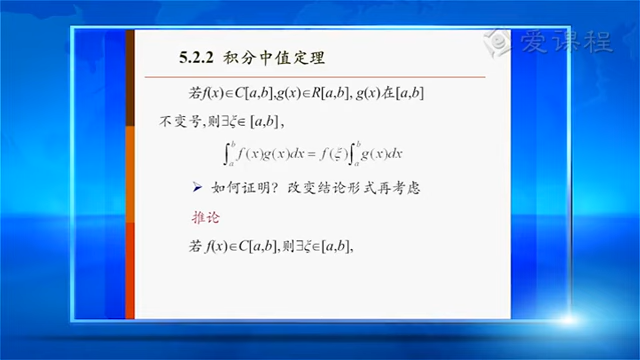 爱课程
5.2.2 积分中值定理
若f(x)∈C[a,b],g(x)∈R[a,b], g(x)在[a,b]
不变号,则∃ξ∈ [a,b] ,
∫_a^b f(x)g(x)dx = f(ξ)∫_a^b g(x)dx
➢ 如何证明？改变结论形式再考虑
推论
若 f(x)∈C[a,b],则∃ξ∈[a,b],